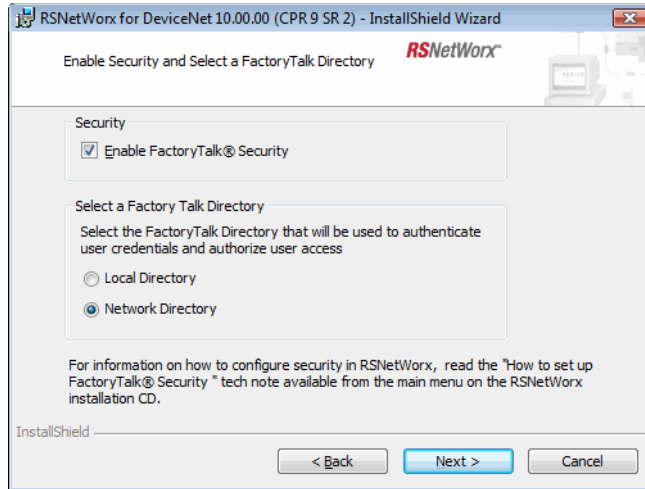 RSNetWorx for DeviceNet 10.00.00 (CPR 9 SR 2) - InstallShield Wizard
Enable Security and Select a FactoryTalk Directory
RSNetWorx™
Security
Enable FactoryTalk® Security
Select a Factory Talk Directory
Select the FactoryTalk Directory that will be used to authenticate
user credentials and authorize user access
Local Directory
Network Directory
For information on how to configure security in RSNetWorx, read the "How to set up
FactoryTalk® Security " tech note available from the main menu on the RSNetWorx
installation CD.
InstallShield
< Back
Next >
Cancel